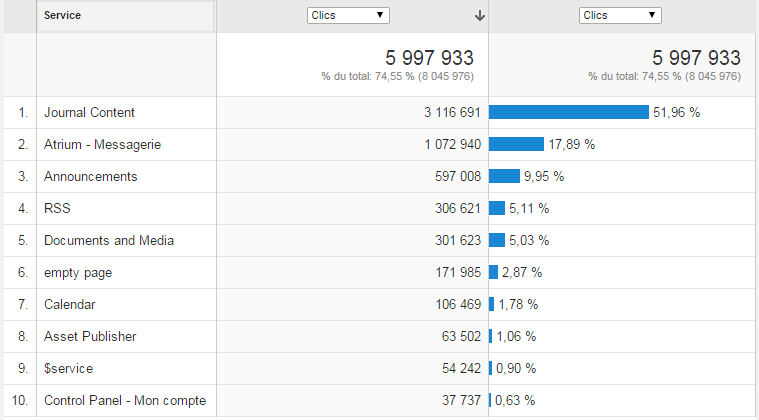 Service Clics Clics
5 997 933 5 997 933
% du total: 74,55 % (8 045 976) % du total: 74,55 % (8 045 976)
1. Journal Content 3 116 691 51,96 %
2. Atrium - Messagerie 1 072 940 17,89 %
3. Announcements 597 008 9,95 %
4. RSS 306 621 5,11 %
5. Documents and Media 301 623 5,03 %
6. empty page 171 985 2,87 %
7. Calendar 106 469 1,78 %
8. Asset Publisher 63 502 1,06 %
9. $service 54 242 0,90 %
10. Control Panel - Mon compte 37 737 0,63 %